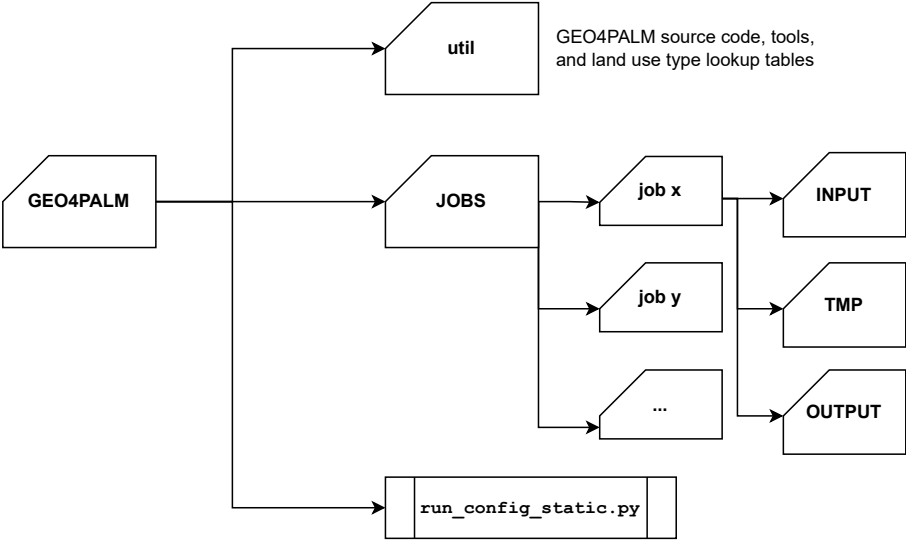 util
GEO4PALM source code, tools,
and land use type lookup tables
GEO4PALM
JOBS
job x
INPUT
job y
TMP
...
OUTPUT
run_config_static.py